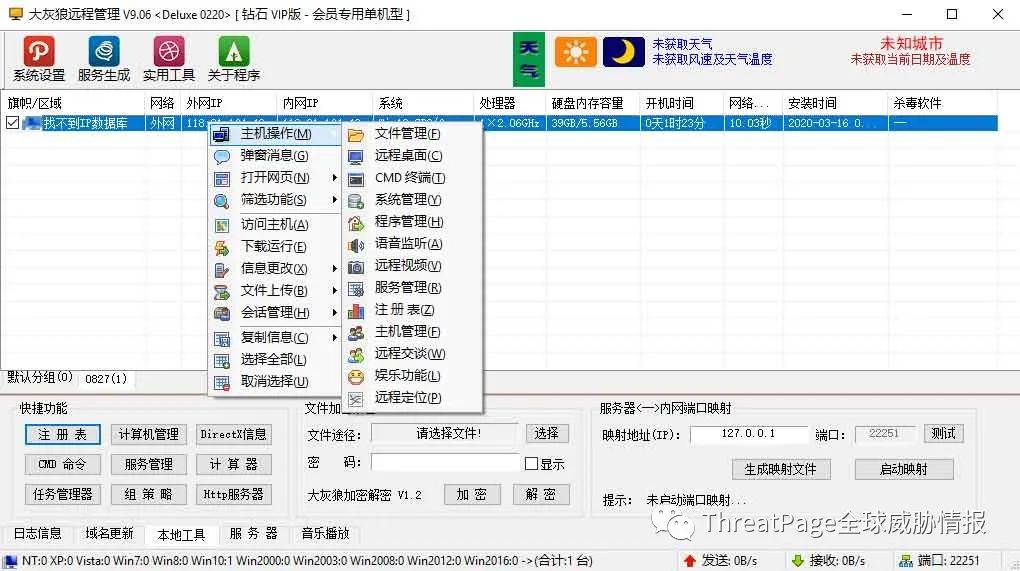 大灰狼远程管理 V9.06 <Deluxe 0220> [ 钻石 VIP版 - 会员专用单机型 ]
系统设置 服务生成 实用工具 关于程序
天气
未获取天气
未获取风速及天气温度
未知城市
未获取当前日期及温度
旗帜/区域 网络 外网IP 内网IP 系统 处理器 硬盘内存容量 开机时间 网络... 安装时间 杀毒软件
找不到IP数据库 外网 ×2.06GHz 39GB/5.56GB 0天1时23分 10.03秒 2020-03-16 0... —
主机操作(M)
弹窗消息(G)
打开网页(N)
筛选功能(S)
访问主机(A)
下载运行(E)
信息更改(X)
文件上传(B)
会话管理(H)
复制信息(C)
选择全部(L)
取消选择(U)
文件管理(F)
远程桌面(C)
CMD 终端(T)
系统管理(Y)
程序管理(H)
语音监听(A)
远程视频(V)
服务管理(R)
注 册 表(Z)
主机管理(F)
远程交谈(W)
娱乐功能(L)
远程定位(P)
默认分组(0) 0827(1)
快捷功能
注 册 表 计算机管理 DirectX信息
CMD 命令 服务管理 计 算 器
任务管理器 组 策 略 Http服务器
文件加
文件途径: 请选择文件! 选择
密 码: 显示
大灰狼加密解密 V1.2 加 密 解 密
服务器<—>内网端口映射
映射地址(IP): 127.0.0.1 端口: 22251 测试
生成映射文件 启动映射
提示: 未启动端口映射...
日志信息 域名更新 本地工具 服 务 器 音乐播放
ThreatPage全球威胁情报
NT:0 XP:0 Vista:0 Win7:0 Win8:0 Win10:1 Win2000:0 Win2003:0 Win2008:0 Win2012:0 Win2016:0 ->(合计:1 台) 发送: 0B/s 接收: 0B/s 端口: 22251